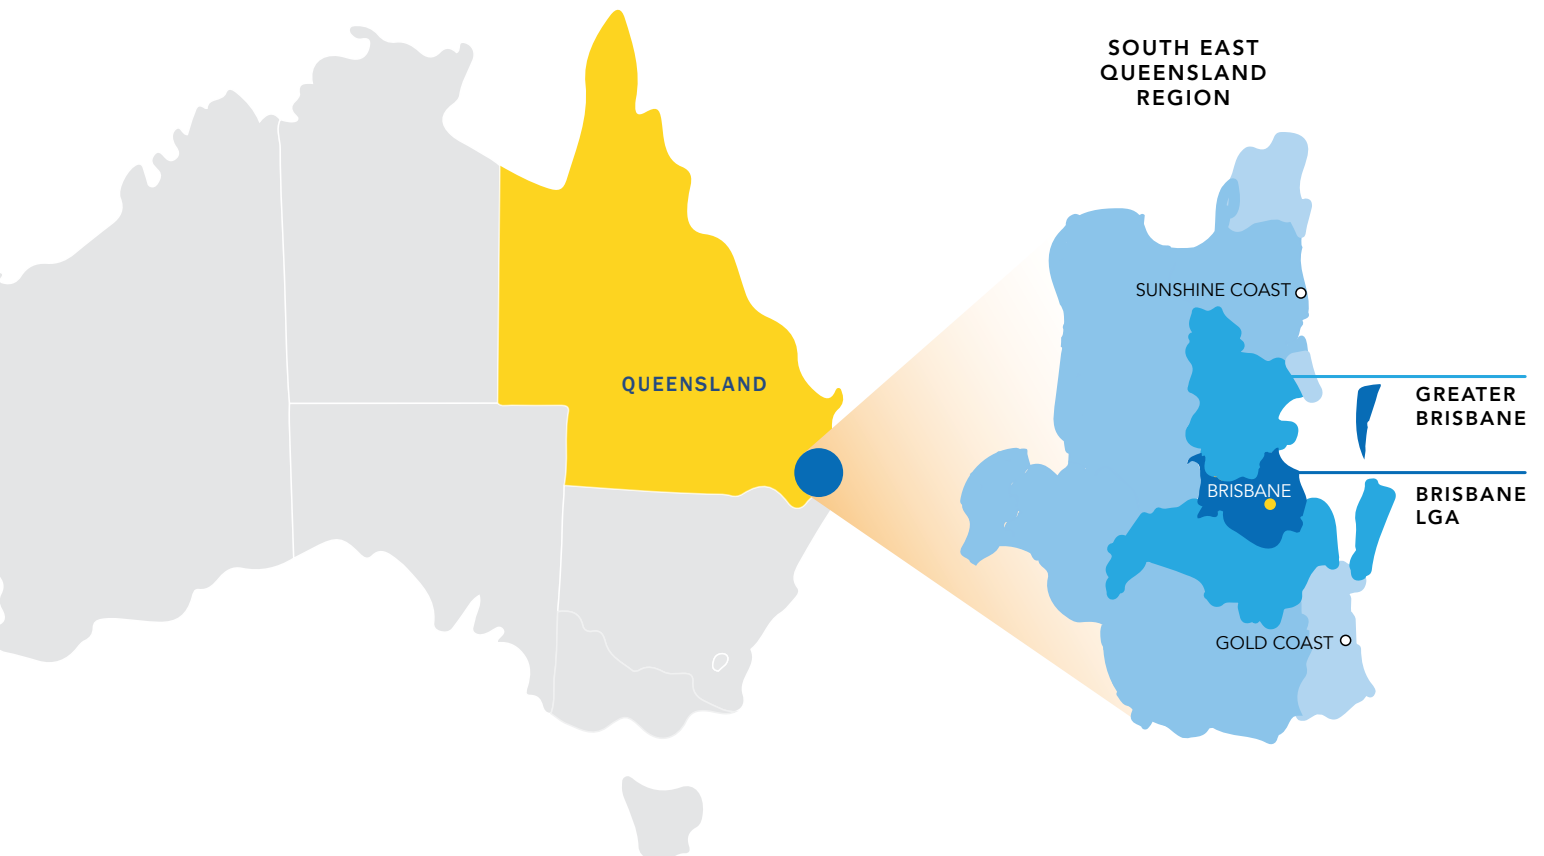 SOUTH EAST
QUEENSLAND
REGION
SUNSHINE COAST
QUEENSLAND
GREATER
BRISBANE
BRISBANE
BRISBANE
LGA
GOLD COAST